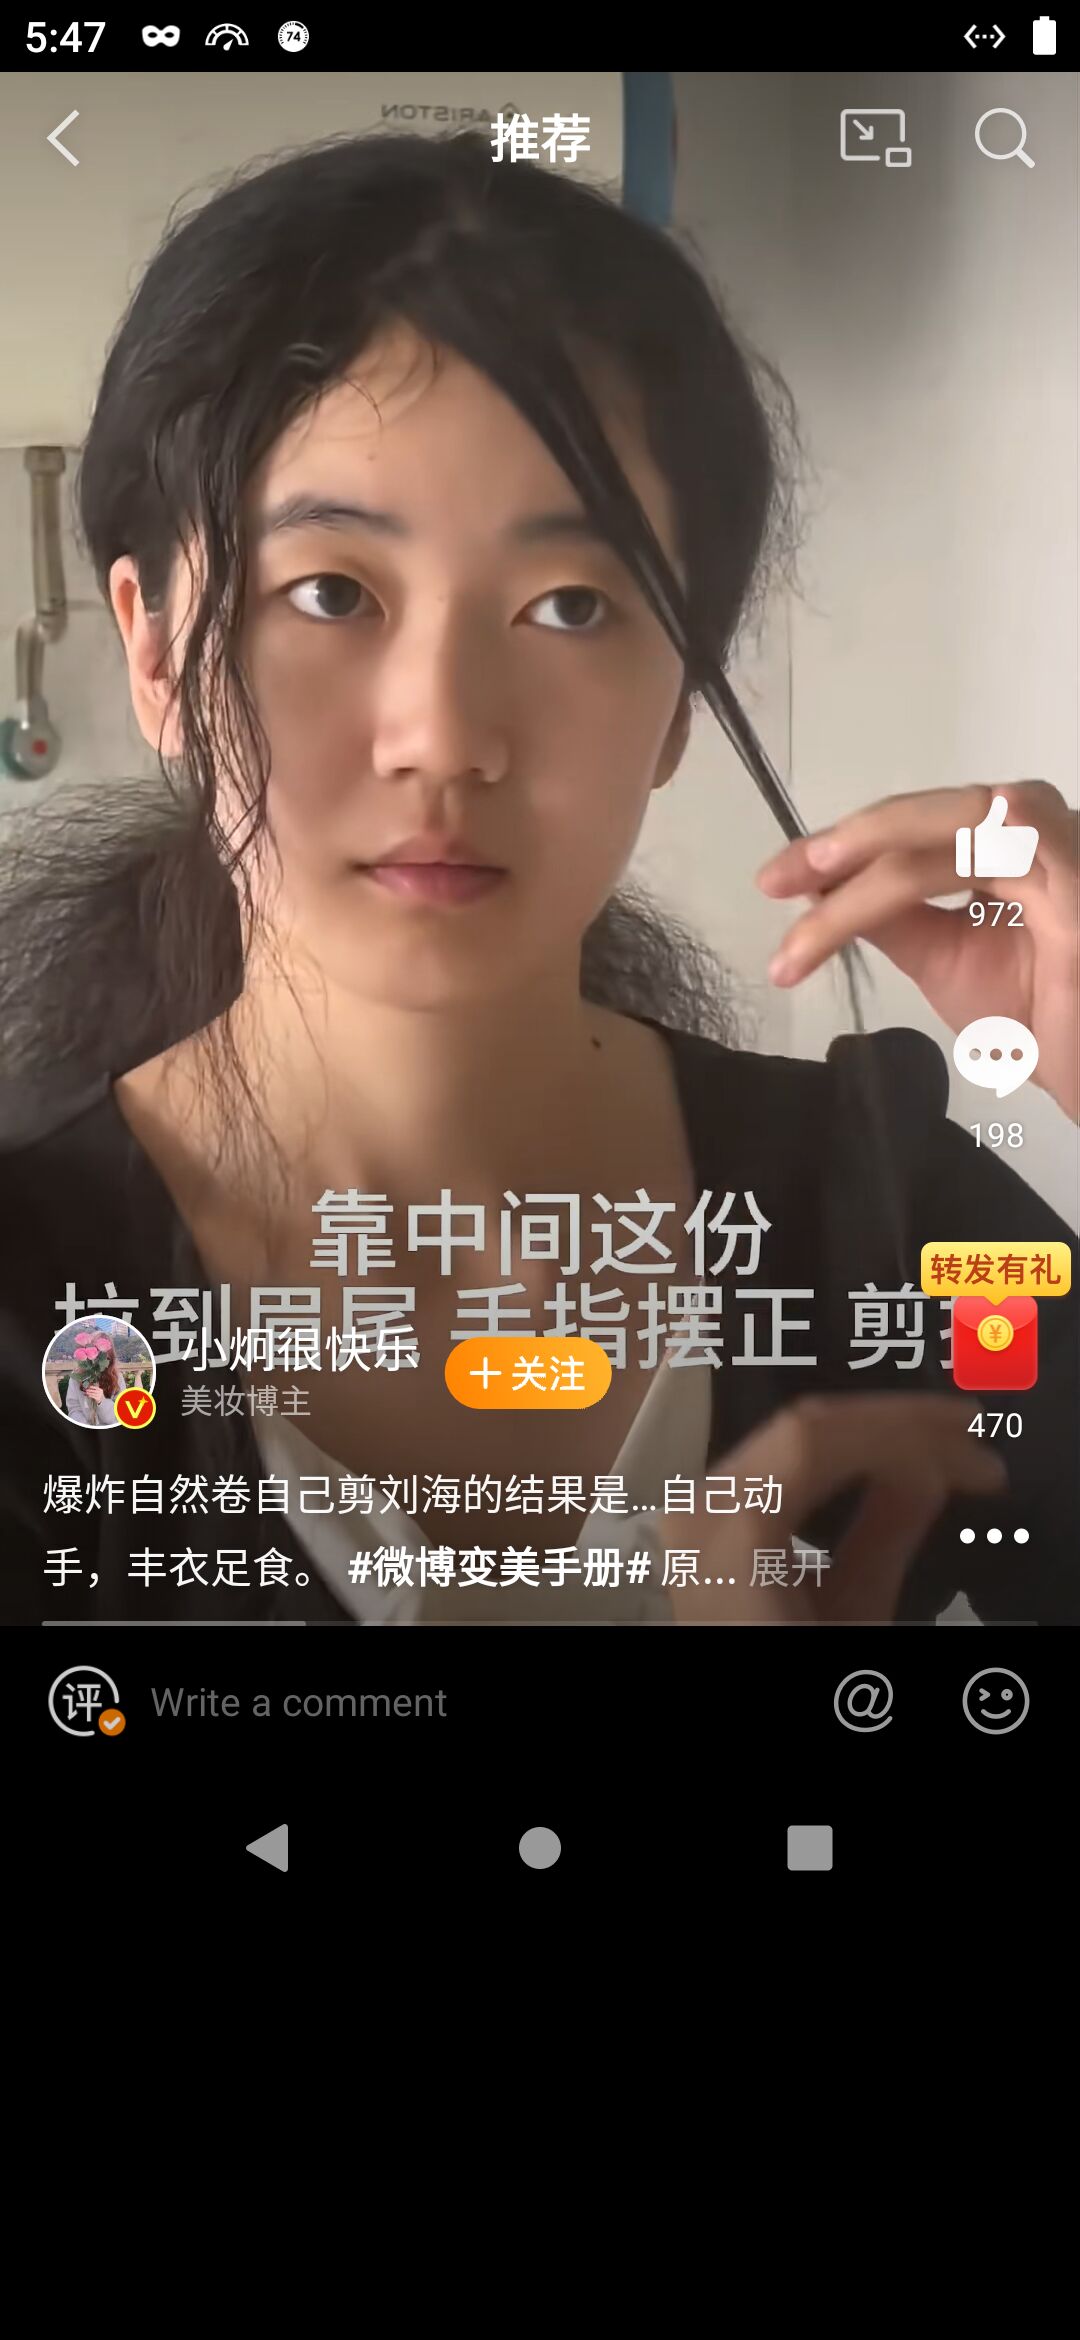 5:47
74
ARISTON
推荐
972
198
靠中间这份
拉到眉尾 手指摆正 剪
转发有礼
小炯很快乐
+关注
美妆博主
470
爆炸自然卷自己剪刘海的结果是...自己动
手，丰衣足食。 #微博变美手册# 原... 展开
评 Write a comment @